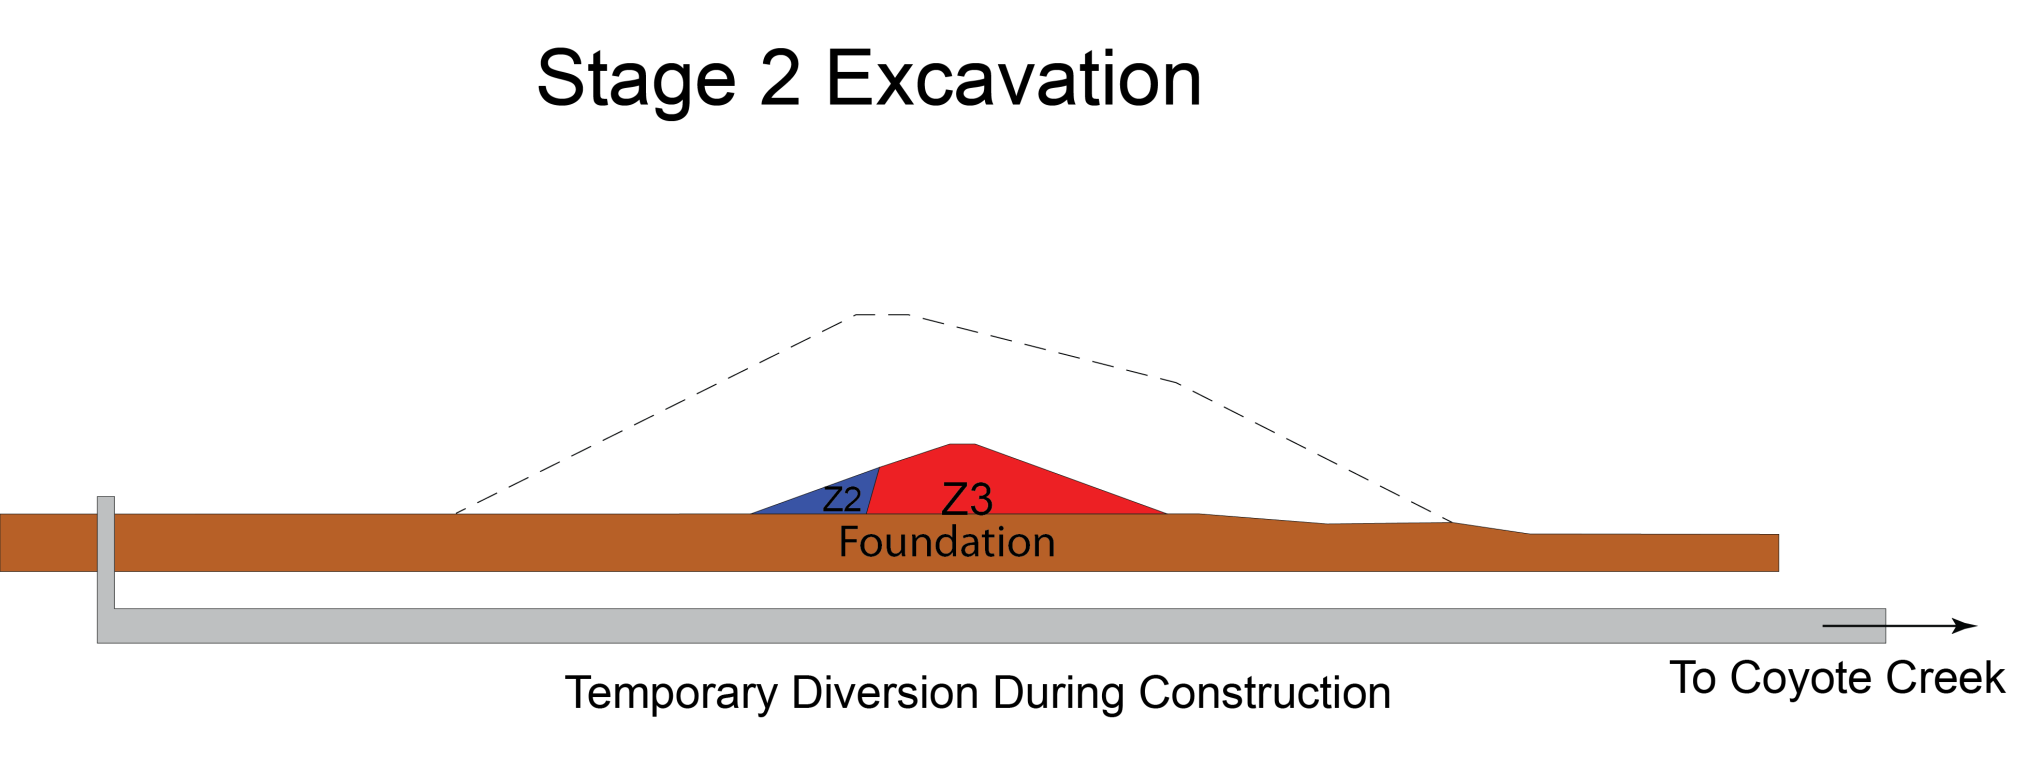 Stage 2 Excavation
Z2
Z3
Foundation
To Coyote Creek
Temporary Diversion During Construction